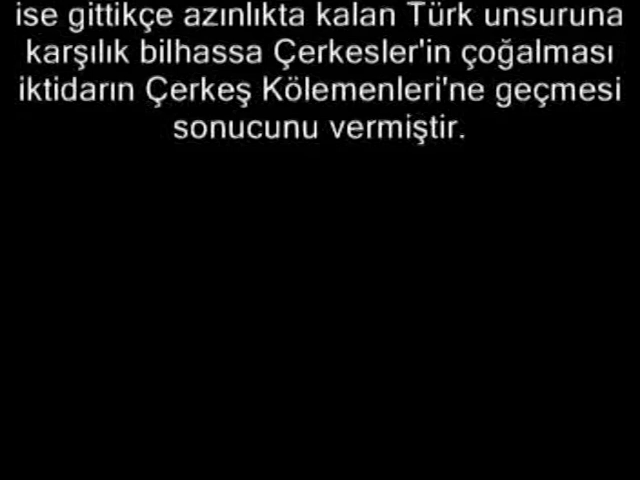 ise gittikçe azınlıkta kalan Türk unsuruna
karşılık bilhassa Çerkesler'in çoğalması
iktidarın Çerkeş Kölemenleri'ne geçmesi
sonucunu vermiştir.